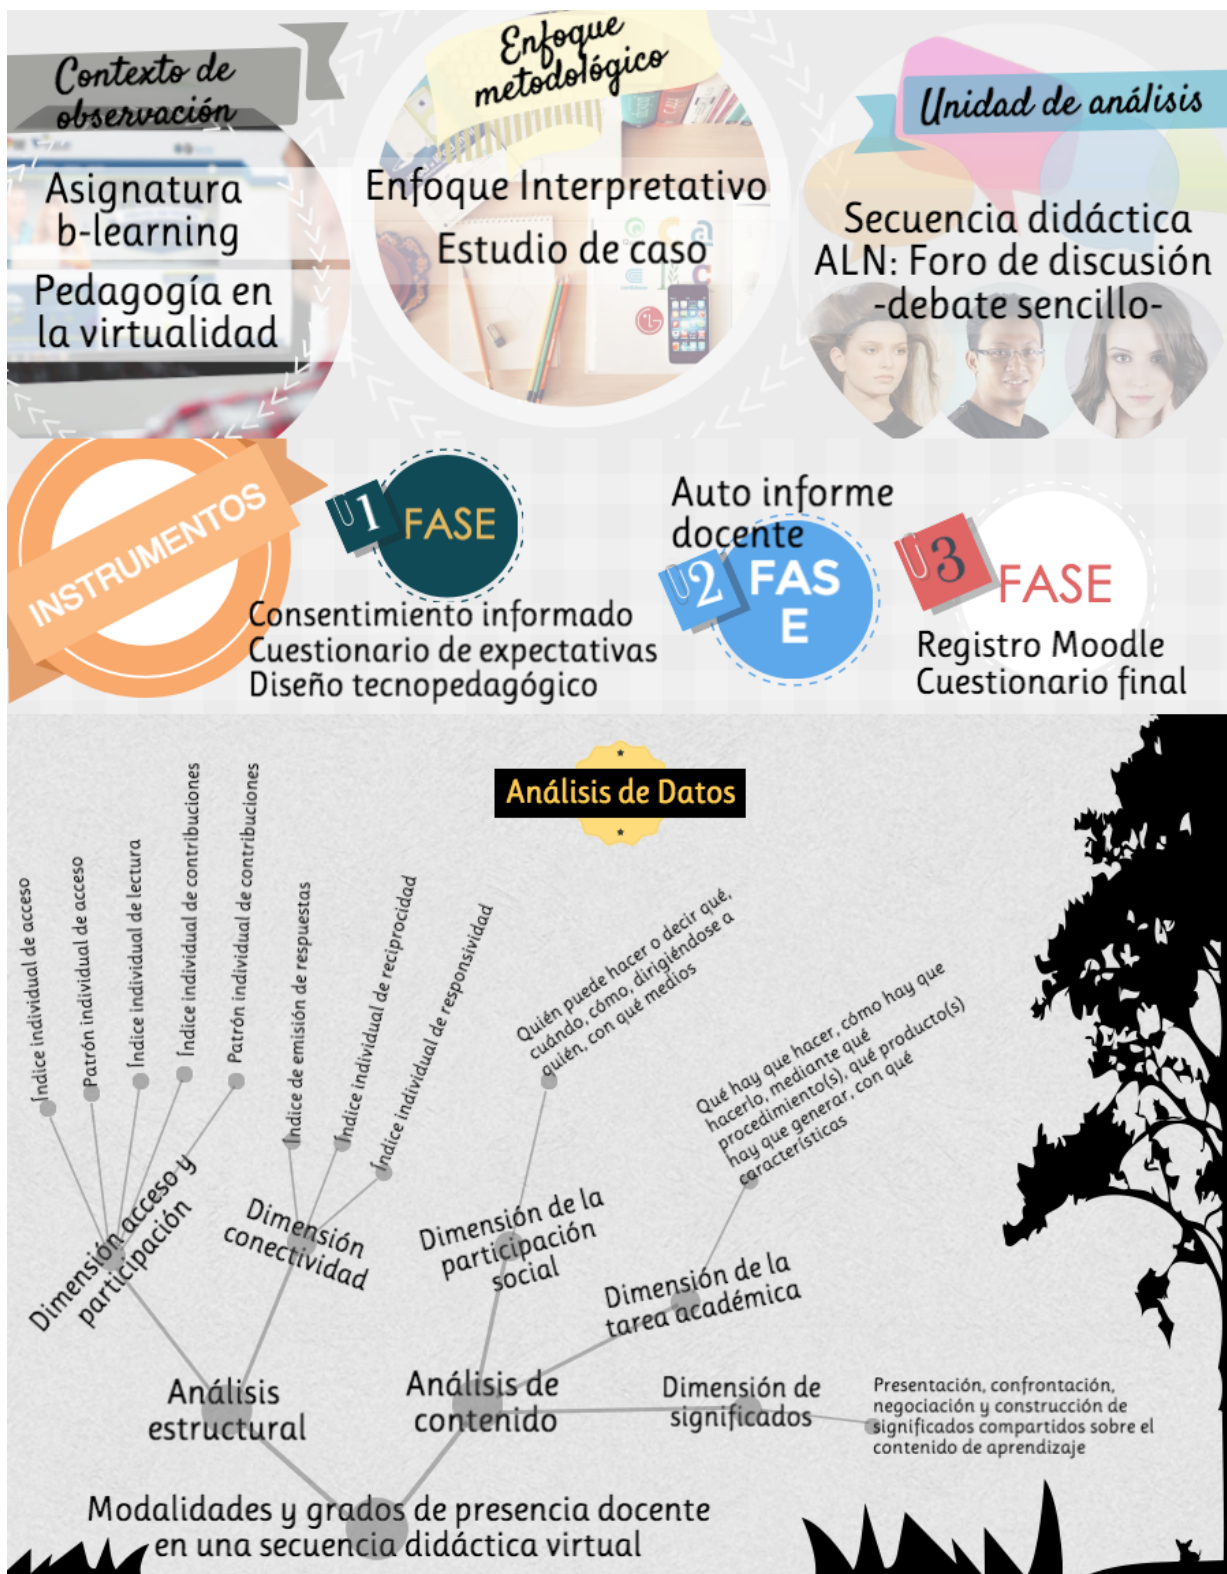 Contexto de
observación
Asignatura
b-learning
Pedagogía en
la virtualidad
Enfoque
metodológico
Enfoque Interpretativo
Estudio de caso
Unidad de análisis
Secuencia didáctica
ALN: Foro de discusión
-debate sencillo-
INSTRUMENTOS
1
FASE
Consentimiento informado
Cuestionario de expectativas
Diseño tecnopedagógico
Auto informe
docente
2
FAS
E
3
FASE
Registro Moodle
Cuestionario final
Análisis de Datos
Índice individual de acceso
Patrón individual de acceso
Índice individual de lectura
Índice individual de contribuciones
Patrón individual de contribuciones
Índice de emisión de respuestas
Índice individual de reciprocidad
Índice individual de responsividad
Quién puede hacer o decir qué,
cuándo, cómo, dirigiéndose a
quién, con qué medios
Qué hay que hacer, cómo hay que
hacerlo, mediante qué
procedimiento(s), qué producto(s)
hay que generar, con qué
características
Dimensión acceso y
participación
Dimensión
conectividad
Dimensión de la
participación
social
Dimensión de la
tarea académica
Análisis
estructural
Análisis de
contenido
Dimensión de
significados
Presentación, confrontación,
negociación y construcción de
significados compartidos sobre el
contenido de aprendizaje
Modalidades y grados de presencia docente
en una secuencia didáctica virtual